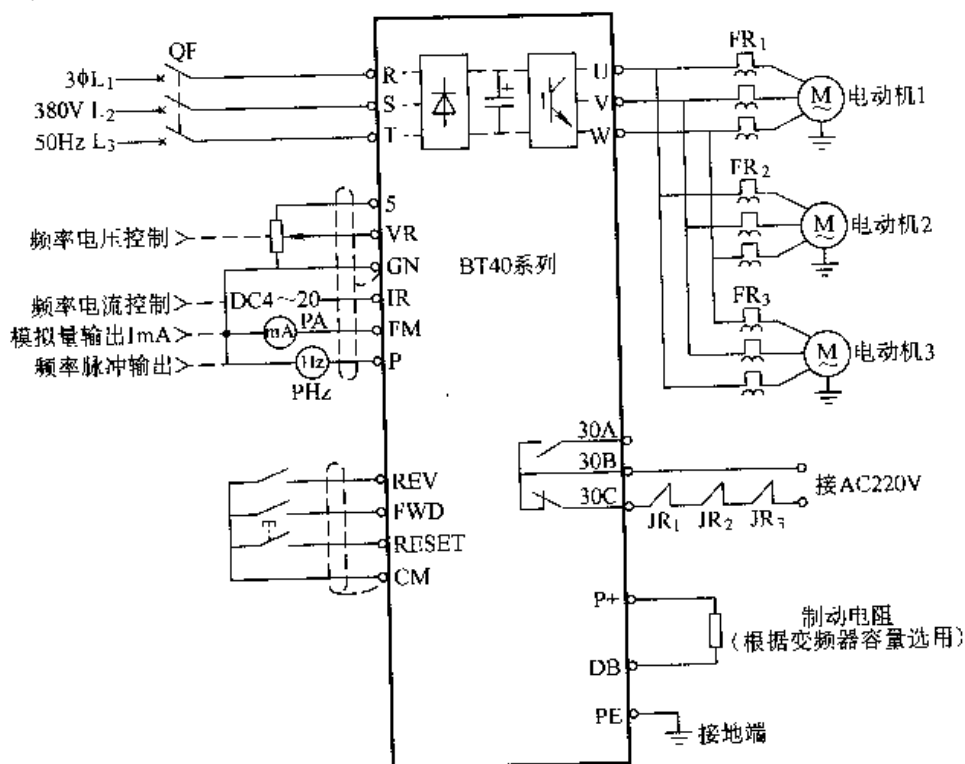 QF
3ΦL1
380V L2
50Hz L3
R
S
T
U
V
W
FR1
M
~
电动机1
FR2
M
~
电动机2
FR3
M
~
电动机3
BT40系列
频率电压控制
5
VR
GN
频率电流控制
DC4～20
IR
模拟量输出1mA
mA
PA
FM
频率脉冲输出
Hz
PHz
P
+
REV
FWD
E
RESET
CM
30A
30B
30C
JR1
JR2
JR3
接AC220V
P+
DB
制动电阻
(根据变频器容量选用)
PE
接地端